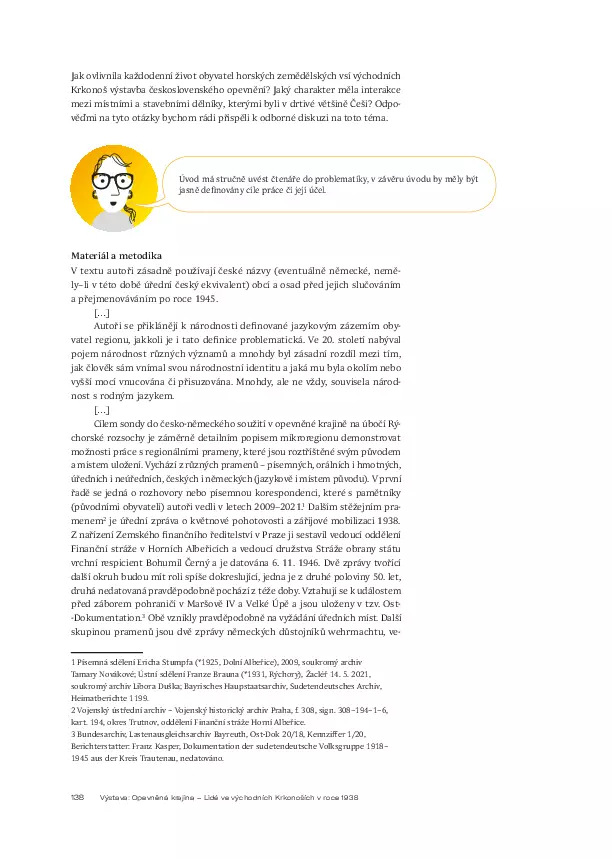 Jak ovlivnila každodenní život obyvatel horských zemědělských vsí východních
Krkonoš výstavba československého opevnění? Jaký charakter měla interakce
mezi místními a stavebními dělníky, kterými byli v drtivé většině Češi? Odpo-
věďmi na tyto otázky bychom rádi přispěli k odborné diskuzi na toto téma.
Úvod má stručně uvést čtenáře do problematiky, v závěru úvodu by měly být
jasně definovány cíle práce či její účel.
Materiál a metodika
V textu autoři zásadně používají české názvy (eventuálně německé, nemě-
ly–li v této době úřední český ekvivalent) obcí a osad před jejich slučováním
a přejmenováváním po roce 1945.
[…]
Autoři se přiklánějí k národnosti definované jazykovým zázemím oby-
vatel regionu, jakkoli je i tato definice problematická. Ve 20. století nabýval
pojem národnost různých významů a mnohdy byl zásadní rozdíl mezi tím,
jak člověk sám vnímal svou národnostní identitu a jaká mu byla okolím nebo
vyšší mocí vnucována či přisuzována. Mnohdy, ale ne vždy, souvisela národ-
nost s rodným jazykem.
[…]
Cílem sondy do česko-německého soužití v opevněné krajině na úbočí Rý-
chorské rozsochy je záměrně detailním popisem mikroregionu demonstrovat
možnosti práce s regionálními prameny, které jsou roztříštěné svým původem
a místem uložení. Vychází z různých pramenů – písemných, orálních i hmotných,
úředních i neúředních, českých i německých (jazykově i místem původu). V první
řadě se jedná o rozhovory nebo písemnou korespondenci, které s pamětníky
(původními obyvateli) autoři vedli v letech 2009–2021.¹ Dalším stěžejním pra-
menem² je úřední zpráva o květnové pohotovosti a zářijové mobilizaci 1938.
Z nařízení Zemského finančního ředitelství v Praze ji sestavil vedoucí oddělení
Finanční stráže v Horních Albeřicích a vedoucí družstva Stráže obrany státu
vrchní respicient Bohumil Černý a je datována 6. 11. 1946. Dvě zprávy tvořící
další okruh budou mít roli spíše dokreslující, jedna je z druhé poloviny 50. let,
druhá nedatovaná pravděpodobně pochází z téže doby. Vztahují se k událostem
před záborem pohraničí v Maršově IV a Velké Úpě a jsou uloženy v tzv. Ost-
-Dokumentation.³ Obě vznikly pravděpodobně na vyžádání úředních míst. Další
skupinou pramenů jsou dvě zprávy německých důstojníků wehrmachtu, ve-
1 Písemná sdělení Ericha Stumpfa (*1925, Dolní Albeřice), 2009, soukromý archiv
Tamary Novákové; Ústní sdělení Franze Brauna (*1931, Rýchory), Žacléř 14. 5. 2021,
soukromý archiv Libora Duška; Bayrisches Haupstaatsarchiv, Sudetendeutsches Archiv,
Heimatberichte 1199.
2 Vojenský ústřední archiv – Vojenský historický archiv Praha, f. 308, sign. 308–194–1–6,
kart. 194, okres Trutnov, oddělení Finanční stráže Horní Albeřice.
3 Bundesarchiv, Lastenausgleichsarchiv Bayreuth, Ost-Dok 20/18, Kennziffer 1/20,
Berichterstatter: Franz Kasper, Dokumentation der sudetendeutsche Volksgruppe 1918–
1945 aus der Kreis Trautenau, nedatováno.
138 Výstava: Opevněná krajina – Lidé ve východních Krkonoších v roce 1938